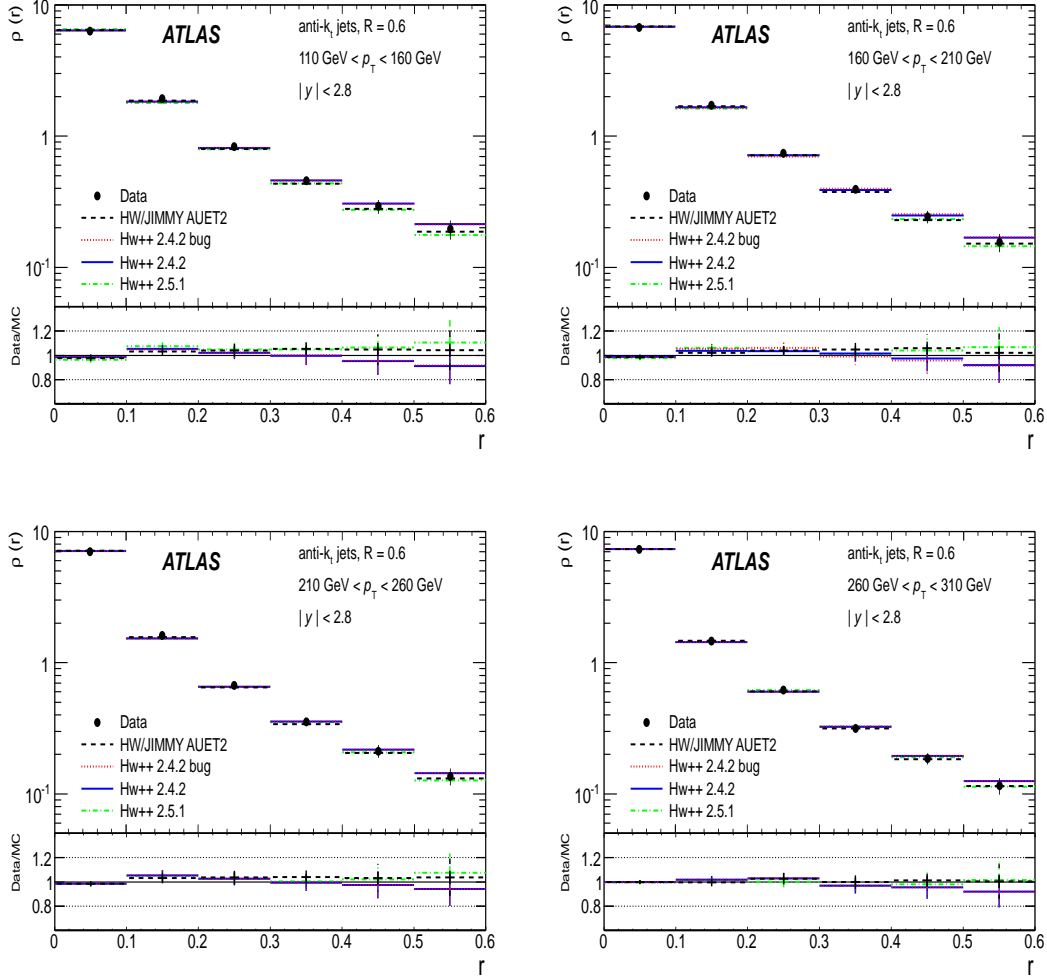 ρ (r)
10
ATLAS
anti-kt jets, R = 0.6
110 GeV < pT < 160 GeV
| y | < 2.8
1
Data
HW/JIMMY AUET2
Hw++ 2.4.2 bug
Hw++ 2.4.2
Hw++ 2.5.1
10-1
Data/MC
1.2
1
0.8
0 0.1 0.2 0.3 0.4 0.5 0.6
r
ρ (r)
10
ATLAS
anti-kt jets, R = 0.6
160 GeV < pT < 210 GeV
| y | < 2.8
1
Data
HW/JIMMY AUET2
Hw++ 2.4.2 bug
Hw++ 2.4.2
Hw++ 2.5.1
10-1
Data/MC
1.2
1
0.8
0 0.1 0.2 0.3 0.4 0.5 0.6
r
ρ (r)
10
ATLAS
anti-kt jets, R = 0.6
210 GeV < pT < 260 GeV
| y | < 2.8
1
Data
HW/JIMMY AUET2
Hw++ 2.4.2 bug
Hw++ 2.4.2
Hw++ 2.5.1
10-1
Data/MC
1.2
1
0.8
0 0.1 0.2 0.3 0.4 0.5 0.6
r
ρ (r)
10
ATLAS
anti-kt jets, R = 0.6
260 GeV < pT < 310 GeV
| y | < 2.8
1
Data
HW/JIMMY AUET2
Hw++ 2.4.2 bug
Hw++ 2.4.2
Hw++ 2.5.1
10-1
Data/MC
1.2
1
0.8
0 0.1 0.2 0.3 0.4 0.5 0.6
r